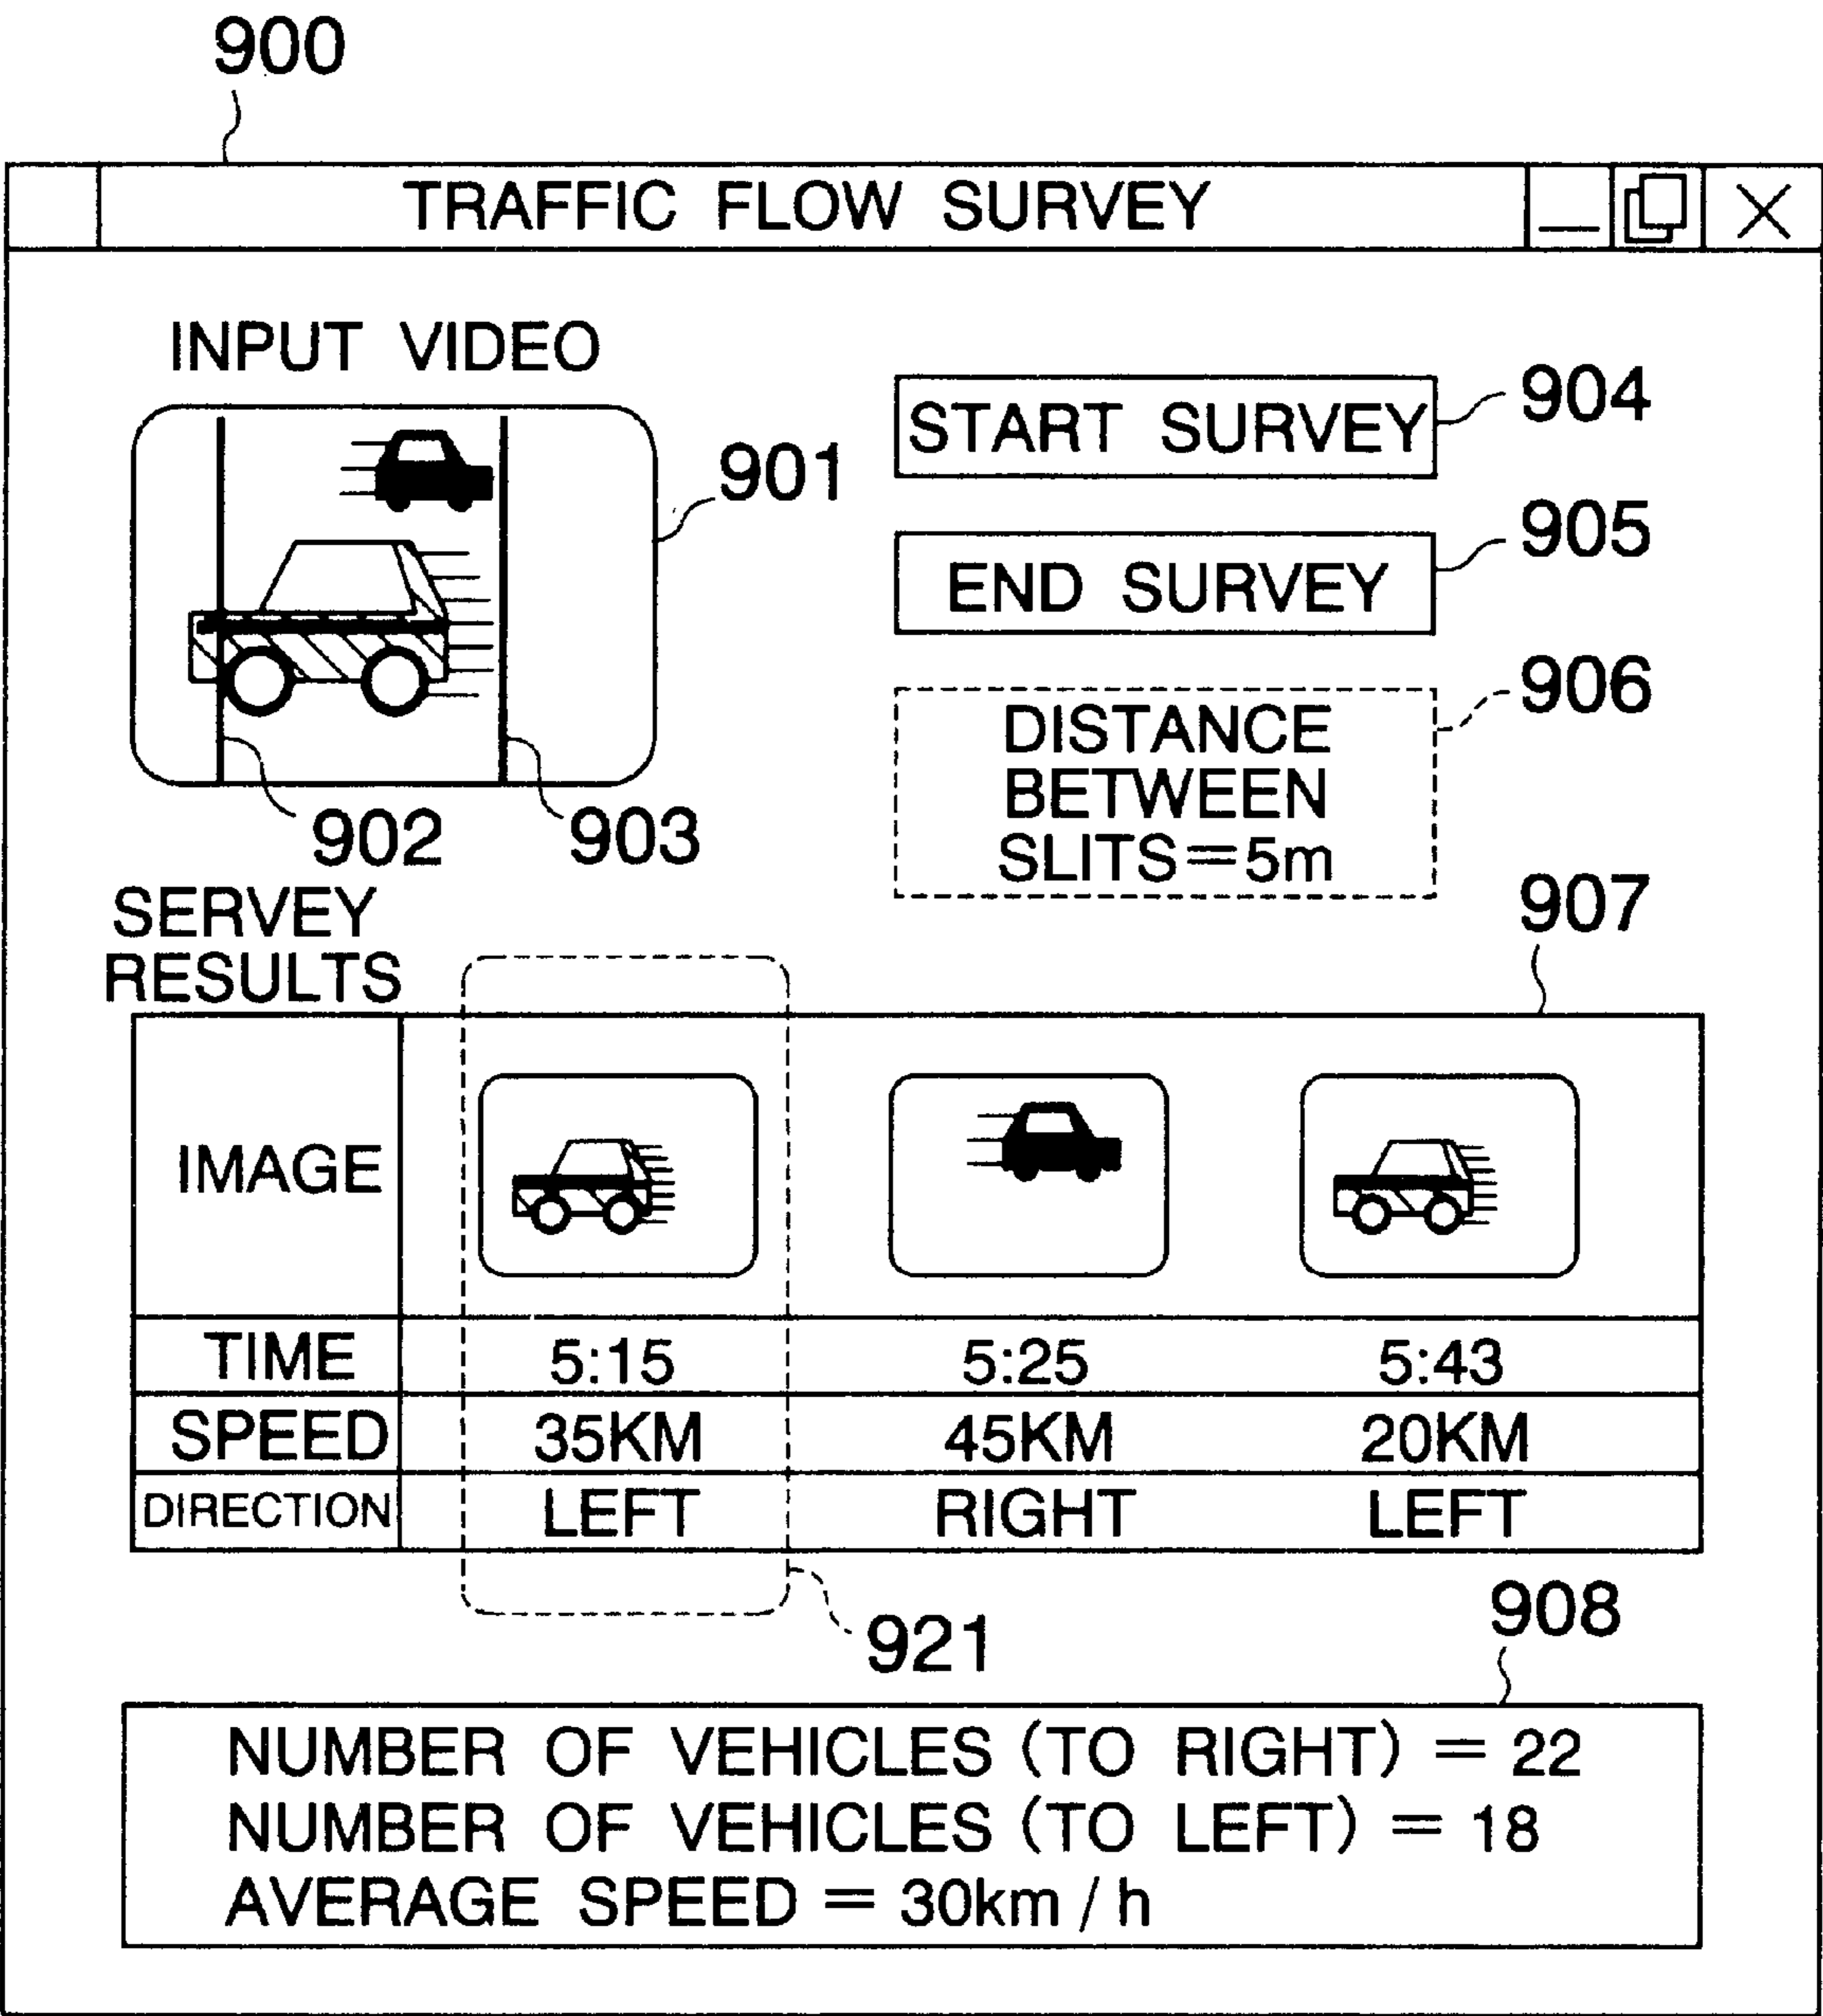 900
TRAFFIC FLOW SURVEY
INPUT VIDEO
901
902
903
START SURVEY
904
END SURVEY
905
906
DISTANCE
BETWEEN
SLITS=5m
SERVEY
RESULTS
907
IMAGE
TIME 5:15 5:25 5:43
SPEED 35KM 45KM 20KM
DIRECTION LEFT RIGHT LEFT
921
908
NUMBER OF VEHICLES (TO RIGHT) = 22
NUMBER OF VEHICLES (TO LEFT) = 18
AVERAGE SPEED = 30km / h